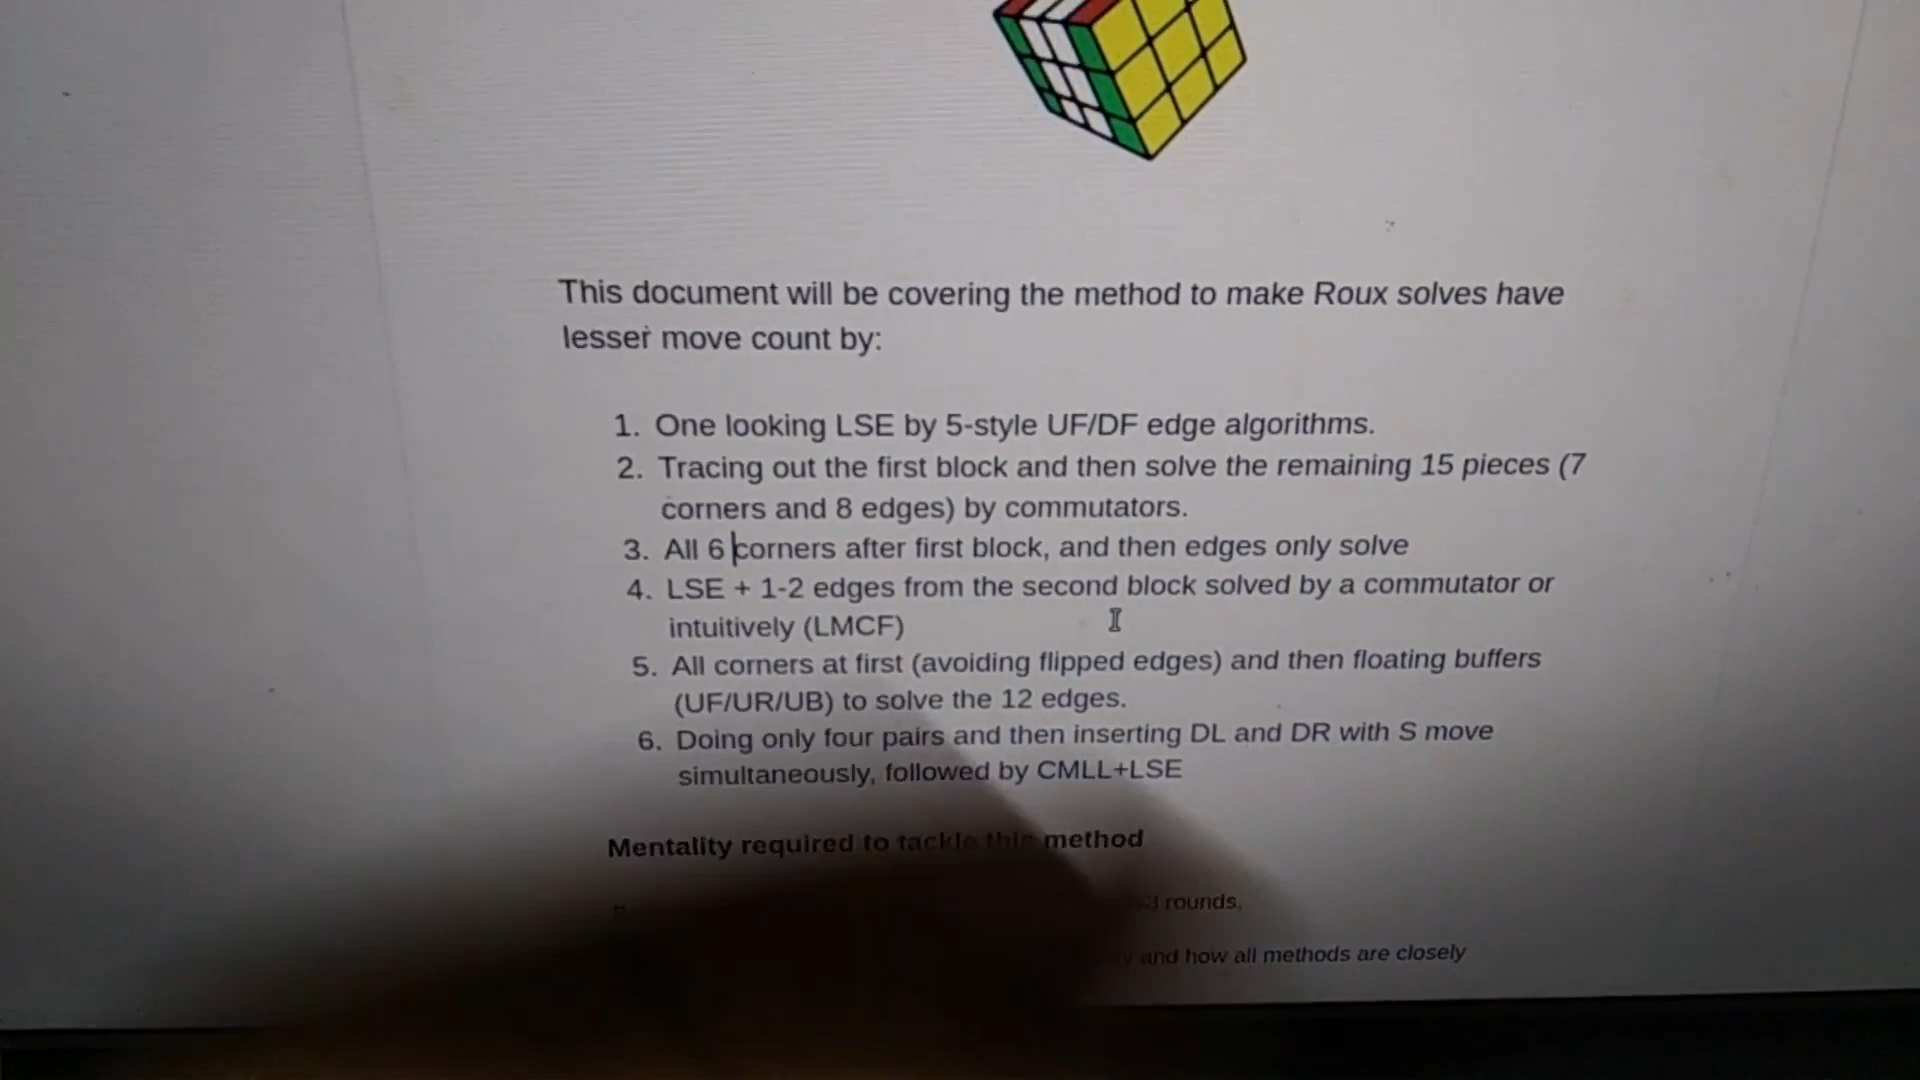 This document will be covering the method to make Roux solves have
lesser move count by:
1. One looking LSE by 5-style UF/DF edge algorithms.
2. Tracing out the first block and then solve the remaining 15 pieces (7
corners and 8 edges) by commutators.
3. All 6 corners after first block, and then edges only solve
4. LSE + 1-2 edges from the second block solved by a commutator or
intuitively (LMCF)
5. All corners at first (avoiding flipped edges) and then floating buffers
(UF/UR/UB) to solve the 12 edges.
6. Doing only four pairs and then inserting DL and DR with S move
simultaneously, followed by CMLL+LSE
Mentality required to tackle this method
rounds,
and how all methods are closely